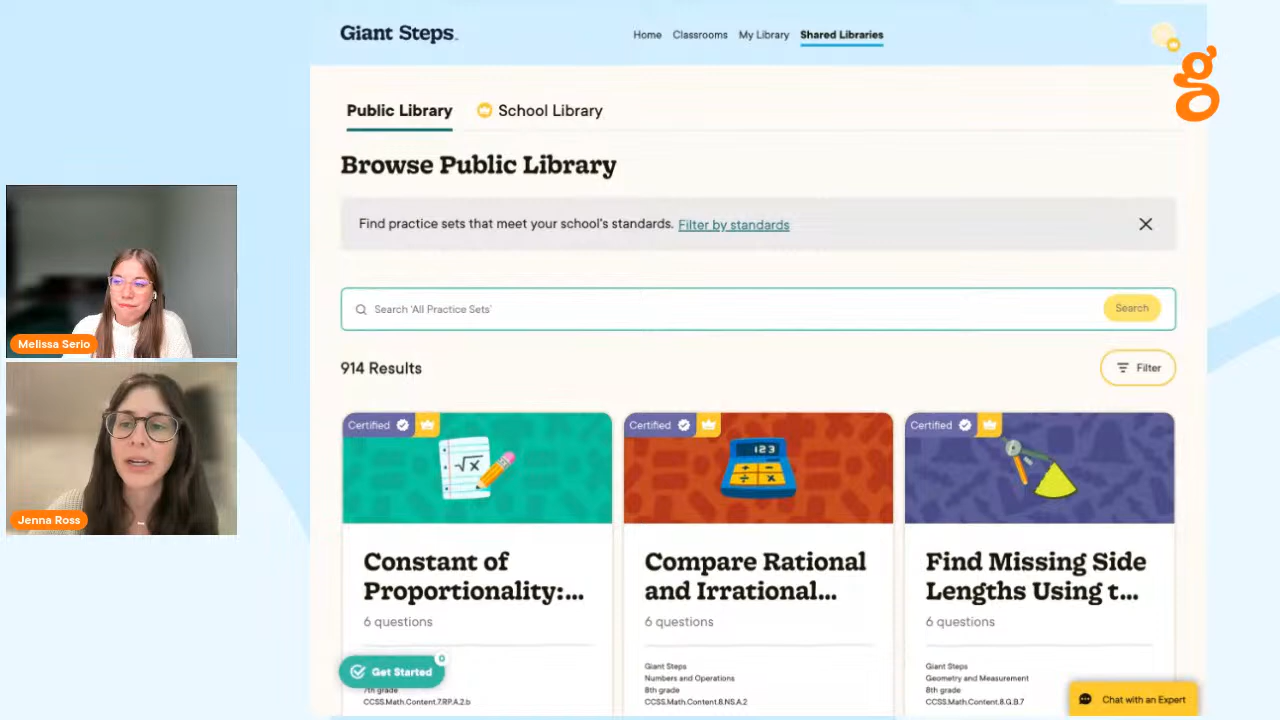 Giant Steps
Home Classrooms My Library Shared Libraries
g
Public Library School Library
Browse Public Library
Find practice sets that meet your school's standards. Filter by standards
Search 'All Practice Sets'
Search
914 Results
Filter
Certified
Certified
Certified
√x
123
Constant of
Proportionality:...
6 questions
Compare Rational
and Irrational...
6 questions
Find Missing Side
Lengths Using t...
6 questions
Get Started
0
7th grade
CCSS.Math.Content.7.RP.A.2.b
Giant Steps
Numbers and Operations
8th grade
CCSS.Math.Content.8.NS.A.2
Giant Steps
Geometry and Measurement
8th grade
CCSS.Math.Content.8.G.B.7
Chat with an Expert
Melissa Serio
Jenna Ross